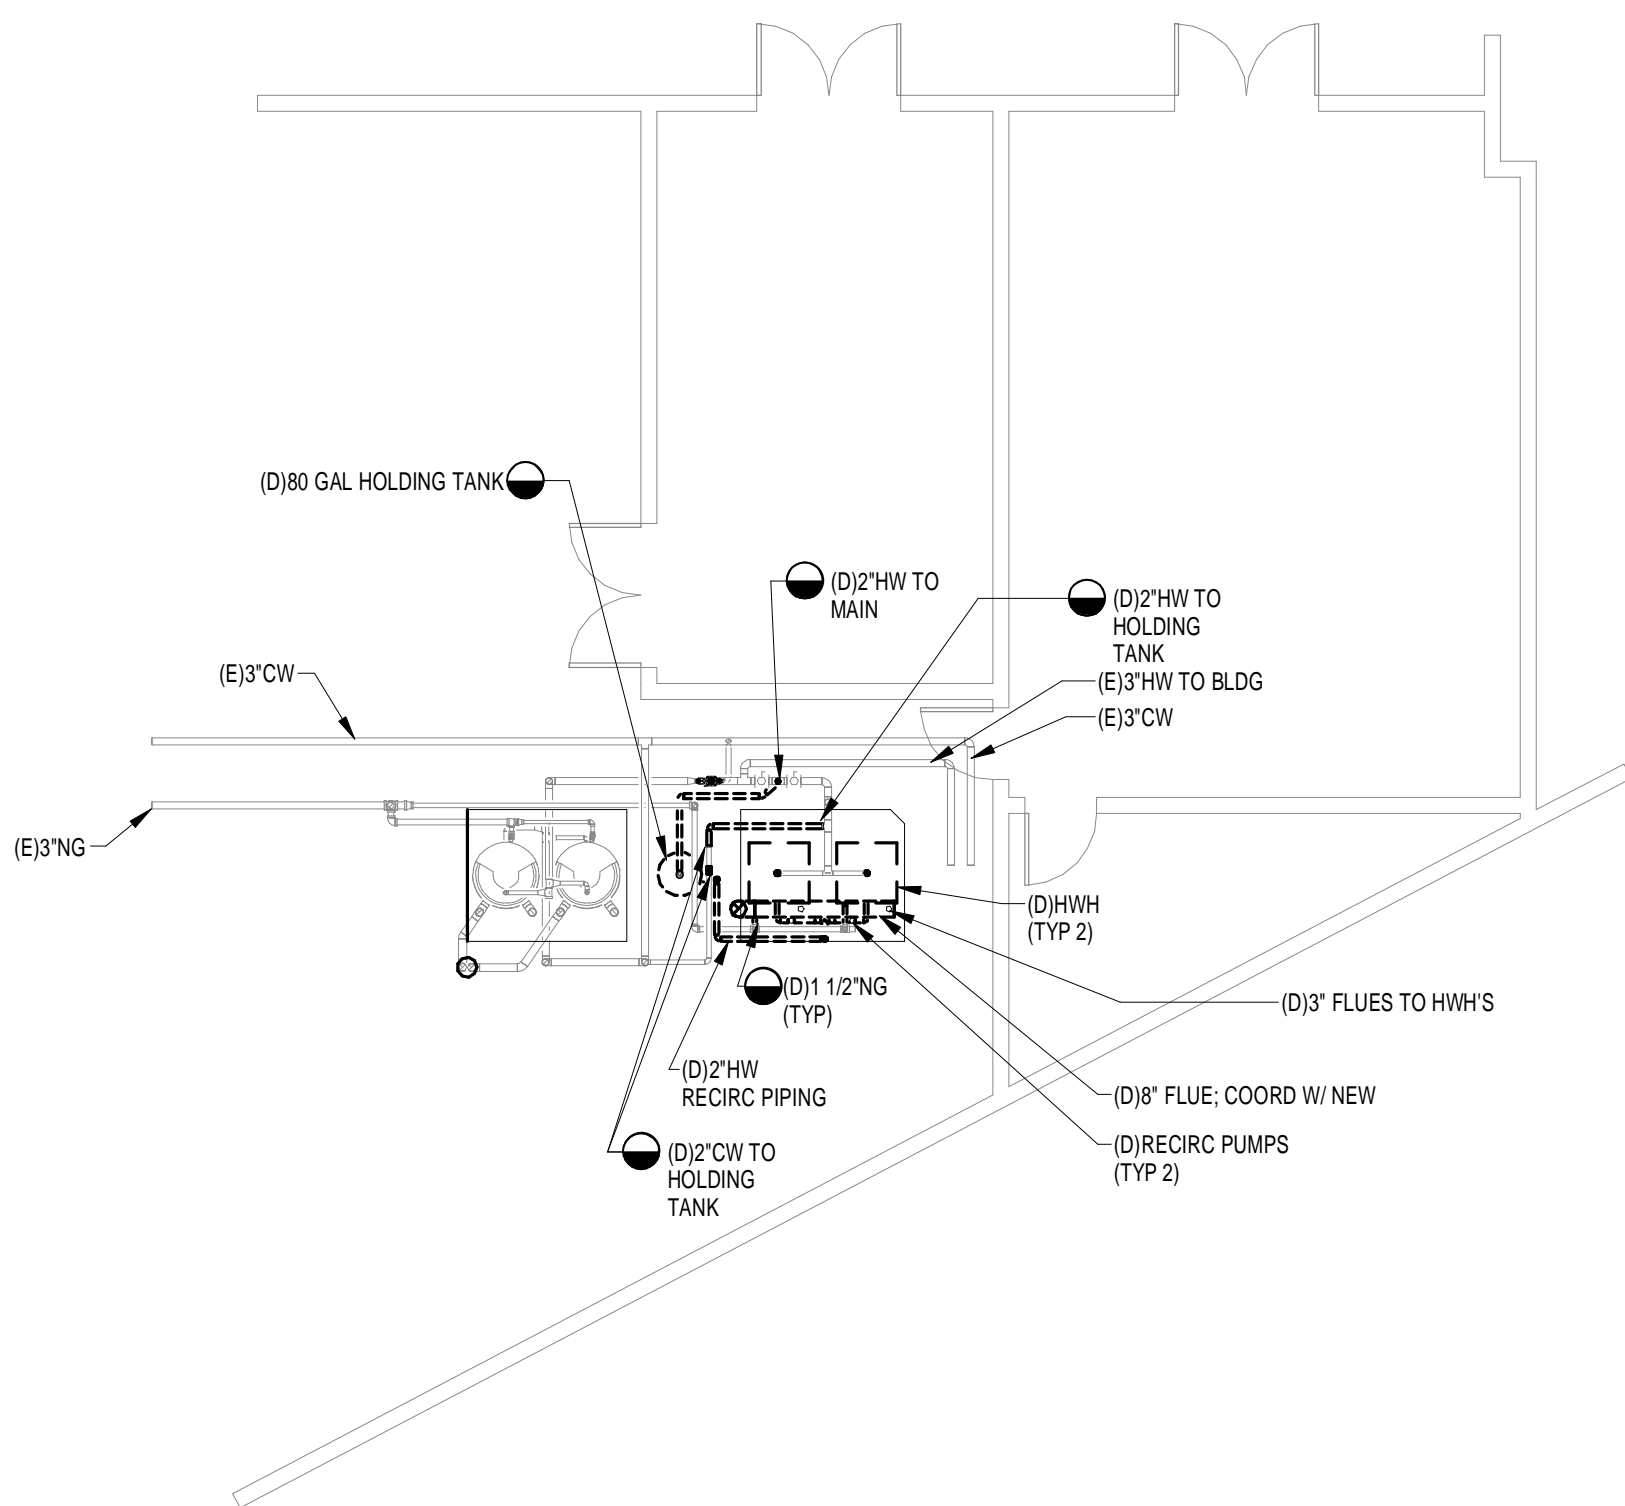 (D)80 GAL HOLDING TANK
(D)2"HW TO
MAIN
(D)2"HW TO
HOLDING
TANK
(E)3"CW
(E)3"HW TO BLDG
(E)3"CW
(E)3"NG
(D)HWH
(TYP 2)
(D)1 1/2"NG
(TYP)
(D)3" FLUES TO HWH'S
(D)2"HW
RECIRC PIPING
(D)8" FLUE; COORD W/ NEW
(D)RECIRC PUMPS
(TYP 2)
(D)2"CW TO
HOLDING
TANK